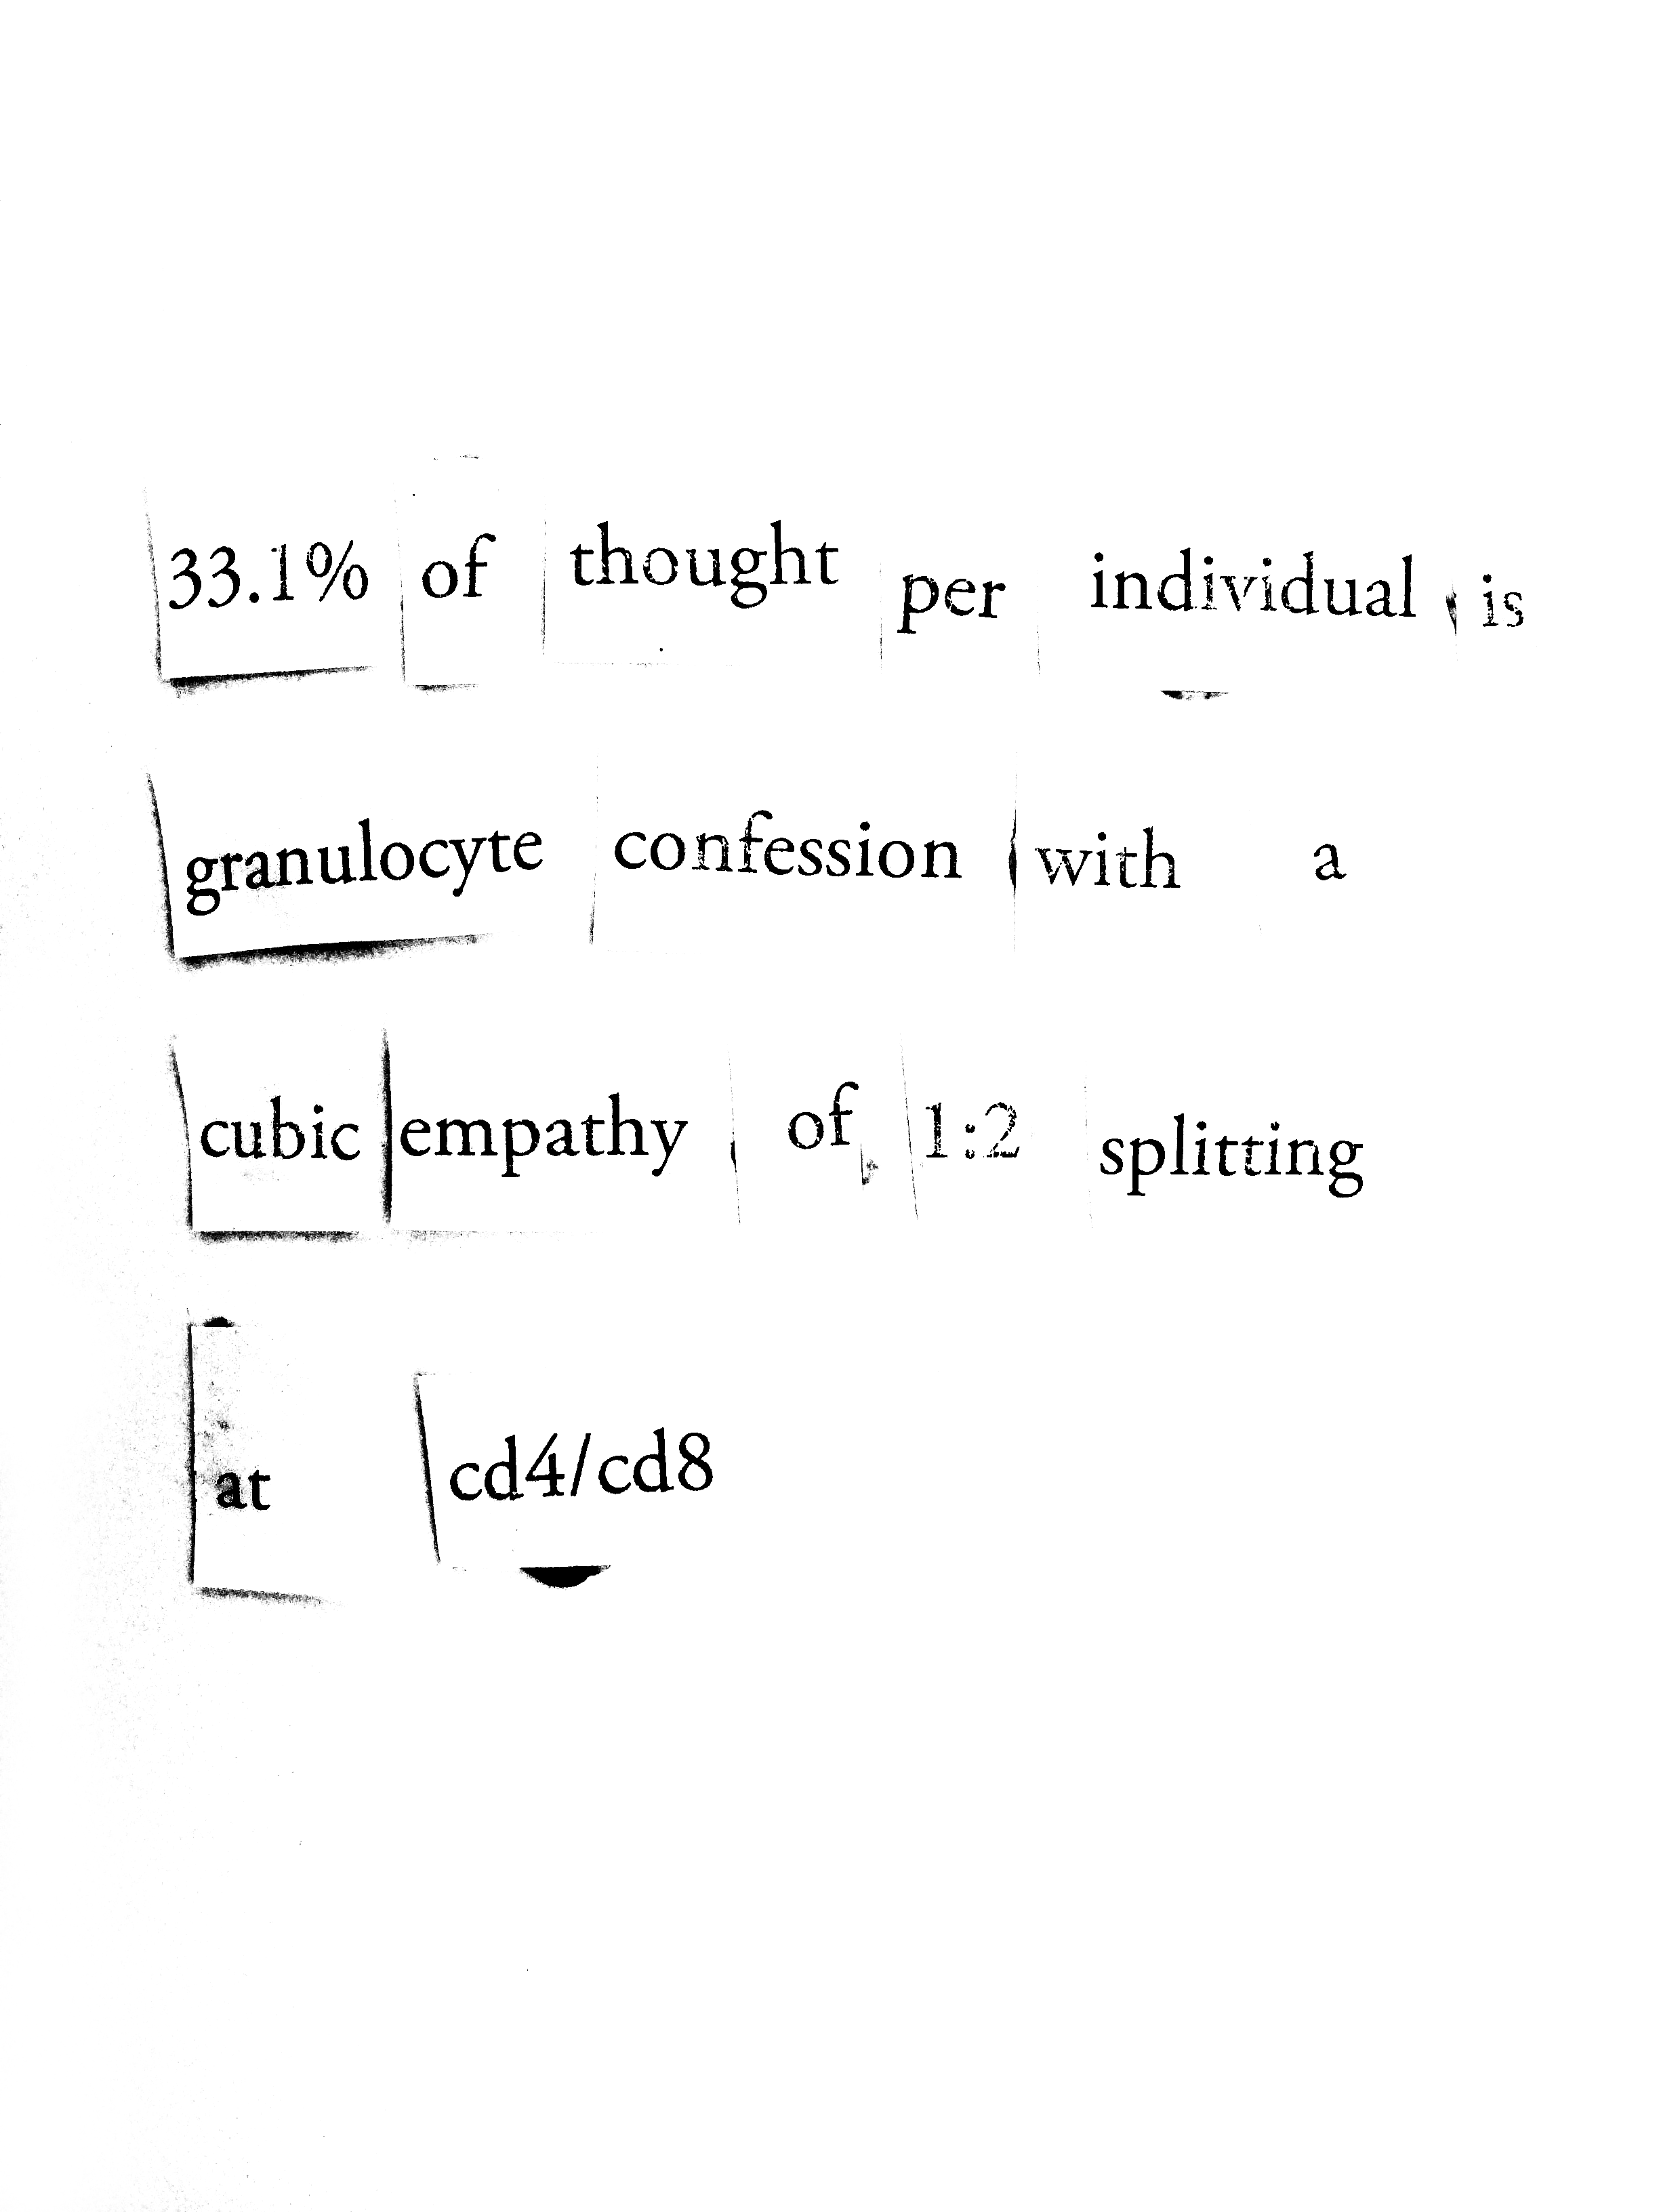 33.1% of thought per individual is
granulocyte confession with a
cubic empathy of 1:2 splitting
at cd4/cd8